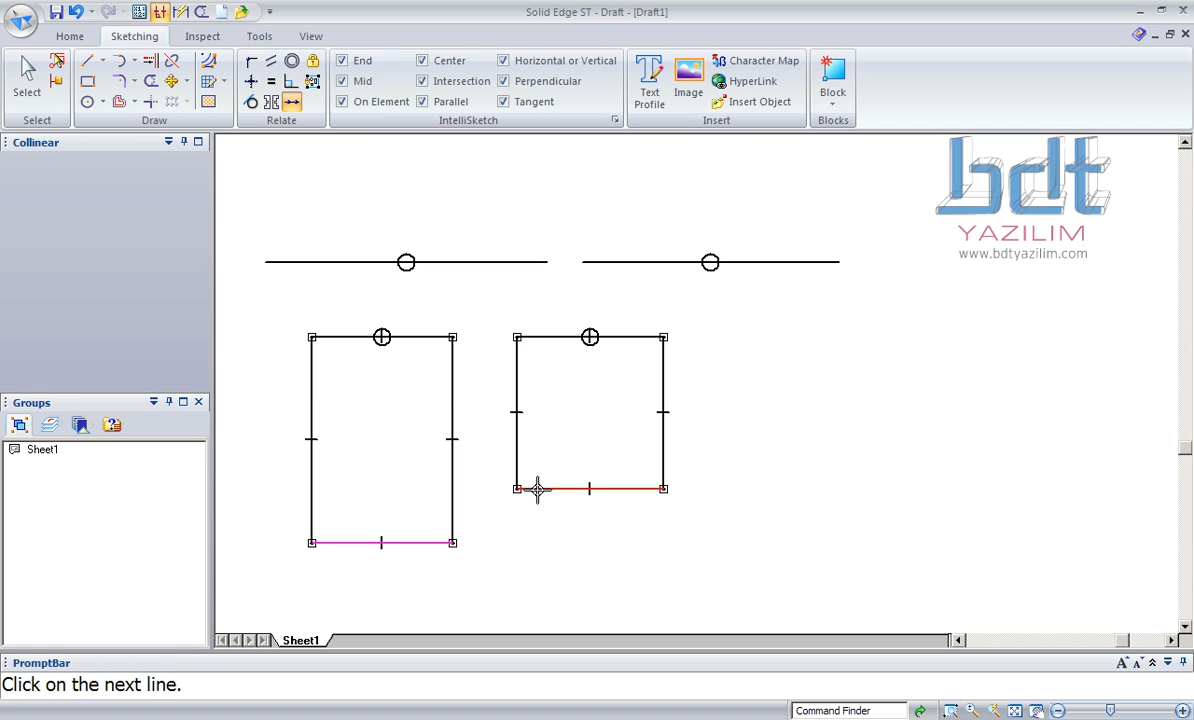 Solid Edge ST - Draft - [Draft1]
Home
Sketching
Inspect
Tools
View
Select
End
Center
Horizontal or Vertical
Mid
Intersection
Perpendicular
On Element
Parallel
Tangent
Text
Profile
Image
Character Map
HyperLink
Insert Object
Block
Select
Draw
Relate
IntelliSketch
Insert
Blocks
Collinear
bdt
YAZILIM
www.bdtyazilim.com
Groups
Sheet1
Sheet1
PromptBar
Click on the next line.
Command Finder